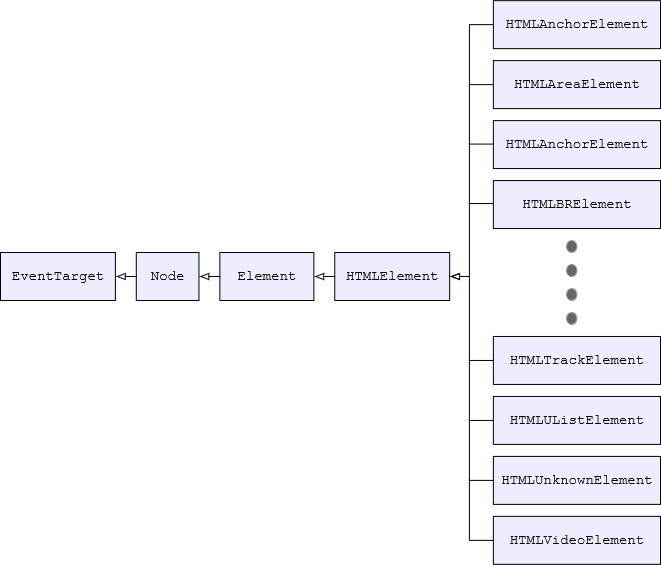 HTMLAnchorElement
HTMLAreaElement
HTMLAnchorElement
HTMLBRElement
EventTarget
Node
Element
HTMLElement
HTMLTrackElement
HTMLUListElement
HTMLUnknownElement
HTMLVideoElement